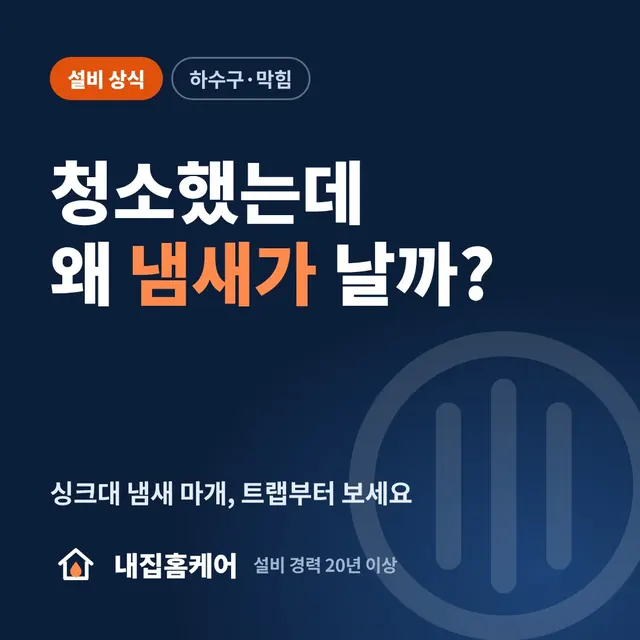 설비 상식
하수구·막힘
청소했는데
왜 냄새가 날까?
싱크대 냄새 마개, 트랩부터 보세요
내집홈케어 설비 경력 20년 이상